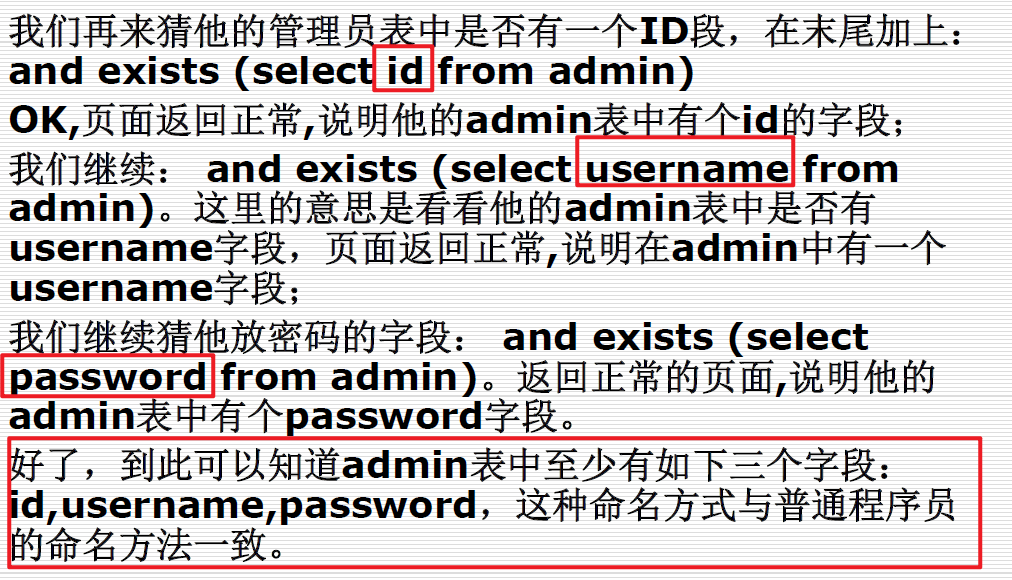 我们再来猜他的管理员表中是否有一个ID段，在末尾加上：
and exists (select id from admin)
OK,页面返回正常,说明他的admin表中有个id的字段；
我们继续： and exists (select username from
admin)。这里的意思是看看他的admin表中是否有
username字段，页面返回正常,说明在admin中有一个
username字段；
我们继续猜他放密码的字段： and exists (select
password from admin)。返回正常的页面,说明他的
admin表中有个password字段。
好了，到此可以知道admin表中至少有如下三个字段：
id,username,password，这种命名方式与普通程序员
的命名方法一致。